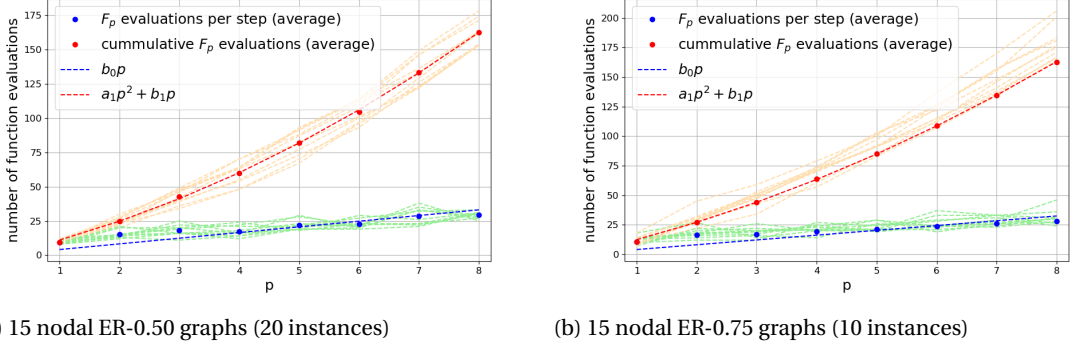 number of function evaluations
175
150
125
100
75
50
25
0
F_p evaluations per step (average)
cummulative F_p evaluations (average)
b_0p
a_1p^2 + b_1p
1 2 3 4 5 6 7 8
p
number of function evaluations
200
175
150
125
100
75
50
25
0
F_p evaluations per step (average)
cummulative F_p evaluations (average)
b_0p
a_1p^2 + b_1p
1 2 3 4 5 6 7 8
p
) 15 nodal ER-0.50 graphs (20 instances)
(b) 15 nodal ER-0.75 graphs (10 instances)